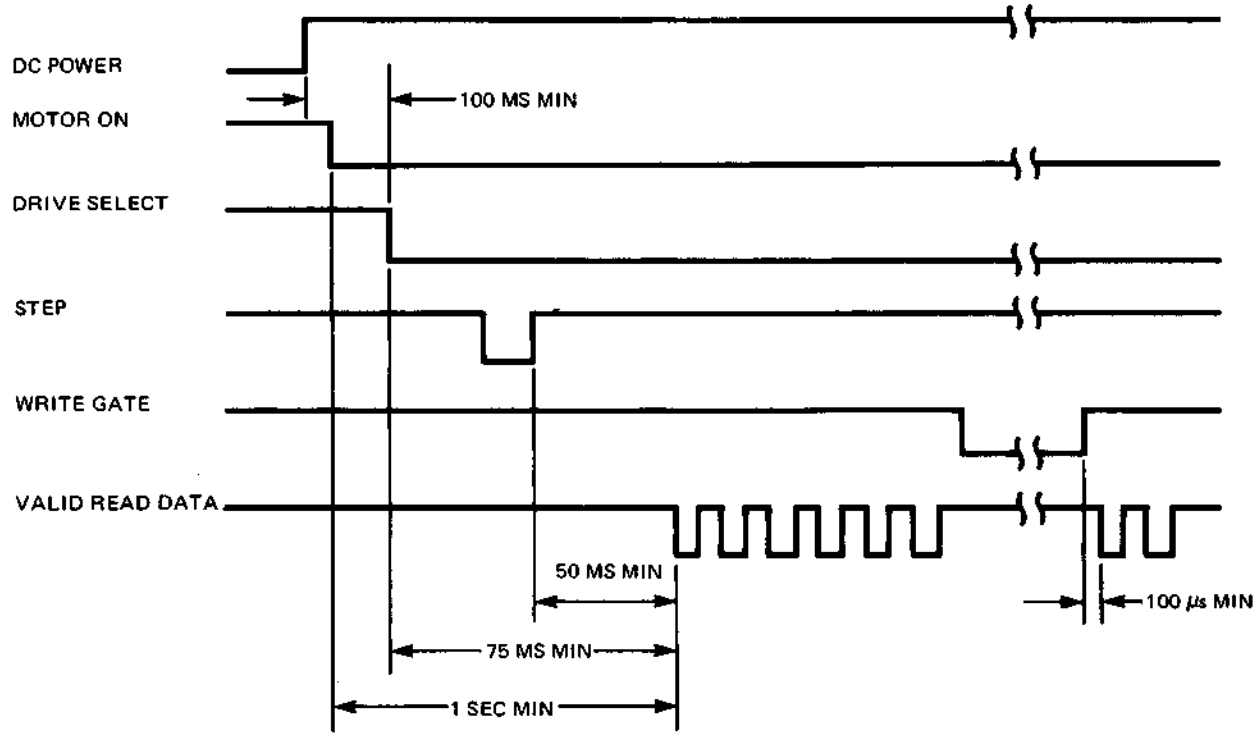 DC POWER
100 MS MIN
MOTOR ON
DRIVE SELECT
STEP
WRITE GATE
VALID READ DATA
50 MS MIN
100 μs MIN
75 MS MIN
1 SEC MIN